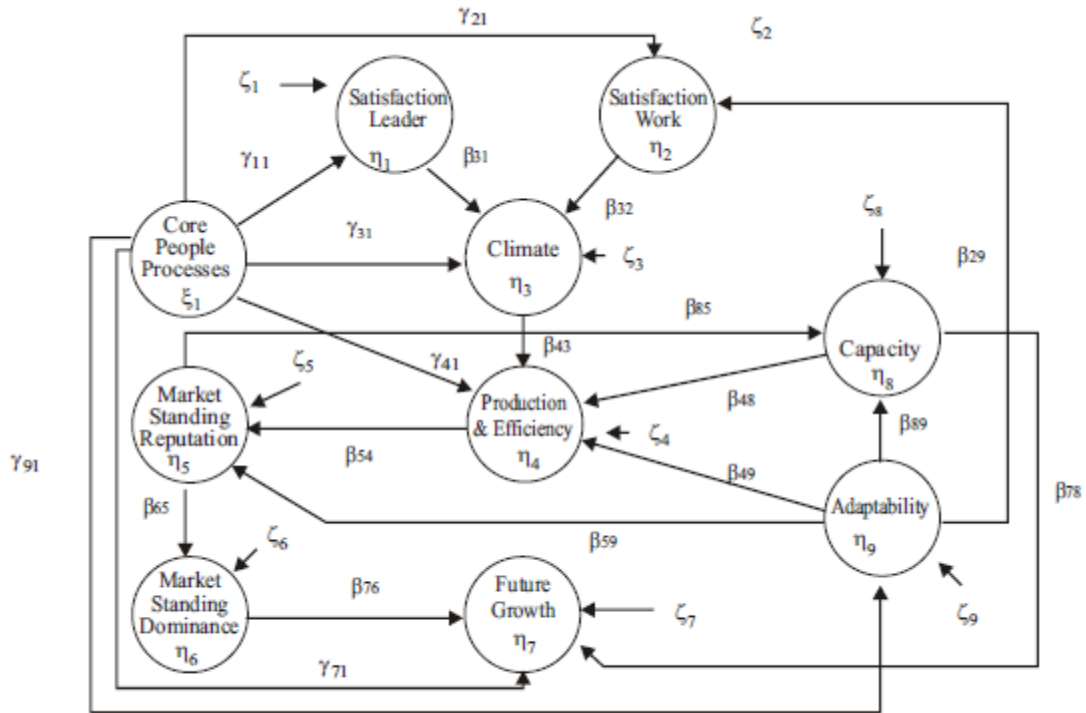 γ21
ζ2
ζ1
Satisfaction
Leader
η1
Satisfaction
Work
η2
γ11
β31
β32
Core
People
Processes
ξ1
γ31
Climate
η3
ζ3
ζ8
β29
β85
Capacity
η8
γ41
β43
ζ5
Market
Standing
Reputation
η5
Production
& Efficiency
η4
ζ4
β48
β89
β54
β49
γ91
β65
β78
Adaptability
η9
ζ6
β59
Market
Standing
Dominance
η6
β76
Future
Growth
η7
ζ7
ζ9
γ71